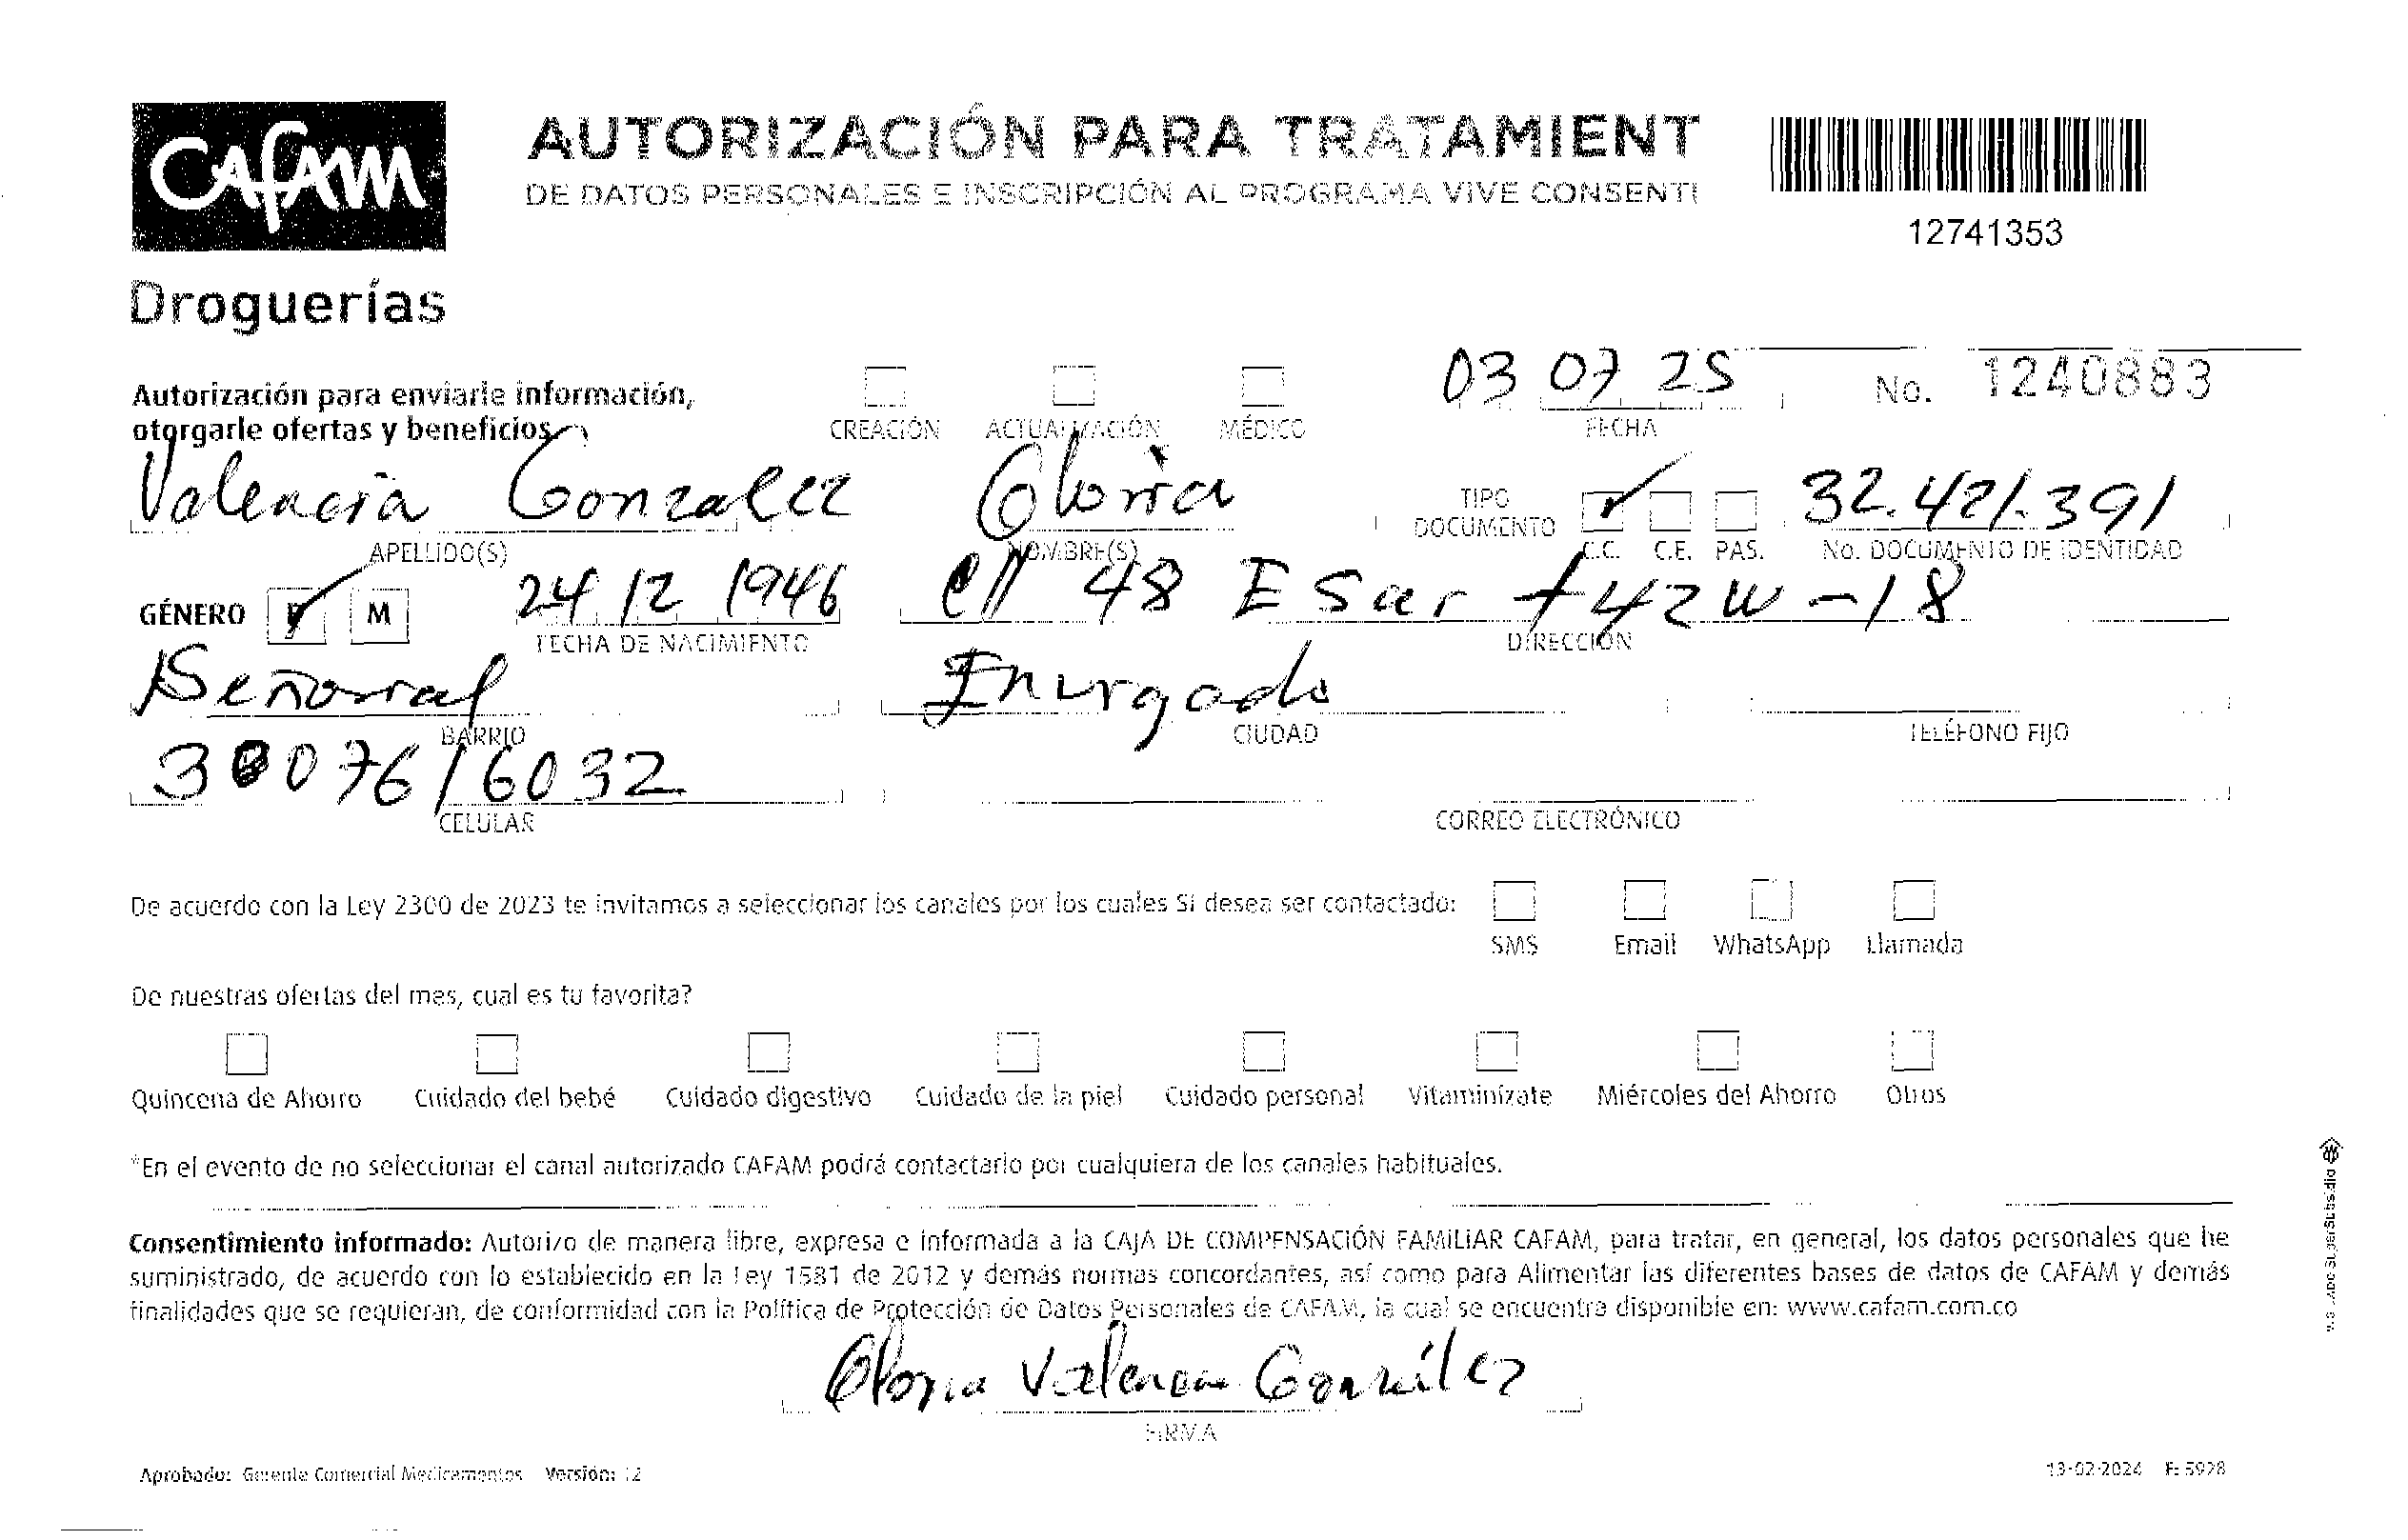 CAFAM
AUTORIZACIÓN PARA TRATAMIENT
DE DATOS PERSONALES E INSCRIPCIÓN AL PROGRAMA VIVE CONSENTI
12741353
Droguerías
Autorización para enviarle información,
otorgarle ofertas y beneficios
CREACIÓN ACTUALIZACIÓN MÉDICO
03 07 25
FECHA
No. 1240883
Valencia Gonzalez Gloria
APELLIDO(S) NOMBRE(S)
TIPO DOCUMENTO C.C. C.E. PAS.
32.421.391
No. DOCUMENTO DE IDENTIDAD
GÉNERO F M 24 12 1946 Cll 48 E Sur # 42 W - 18
FECHA DE NACIMIENTO DIRECCIÓN
Señorial Envigado
BARRIO CIUDAD TELÉFONO FIJO
3007616032
CELULAR CORREO ELECTRÓNICO
De acuerdo con la Ley 2300 de 2023 te invitamos a seleccionar los canales por los cuales Si desea ser contactado:
SMS Email WhatsApp Llamada
De nuestras ofertas del mes, cual es tu favorita?
Quincena de Ahorro Cuidado del bebé Cuidado digestivo Cuidado de la piel Cuidado personal Vitaminízate Miércoles del Ahorro Otros
*En el evento de no seleccionar el canal autorizado CAFAM podrá contactarlo por cualquiera de los canales habituales.
Consentimiento informado: Autorizo de manera libre, expresa e informada a la CAJA DE COMPENSACIÓN FAMILIAR CAFAM, para tratar, en general, los datos personales que he
suministrado, de acuerdo con lo establecido en la Ley 1581 de 2012 y demás normas concordantes, así como para Alimentar las diferentes bases de datos de CAFAM y demás
finalidades que se requieran, de conformidad con la Política de Protección de Datos Personales de CAFAM, la cual se encuentra disponible en: www.cafam.com.co
Gloria Valencia González
FIRMA
Aprobado: Gerente Comercial Medicamentos Versión: 12
13-02-2024 F: 5928